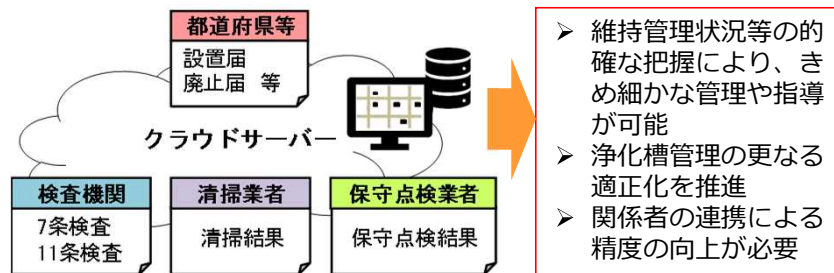 都道府県等
設置届
廃止届 等
クラウドサーバー
検査機関
7条検査
11条検査
清掃業者
清掃結果
保守点検業者
保守点検結果
➢ 維持管理状況等の的
確な把握により、き
め細かな管理や指導
が可能
➢ 浄化槽管理の更なる
適正化を推進
➢ 関係者の連携による
精度の向上が必要